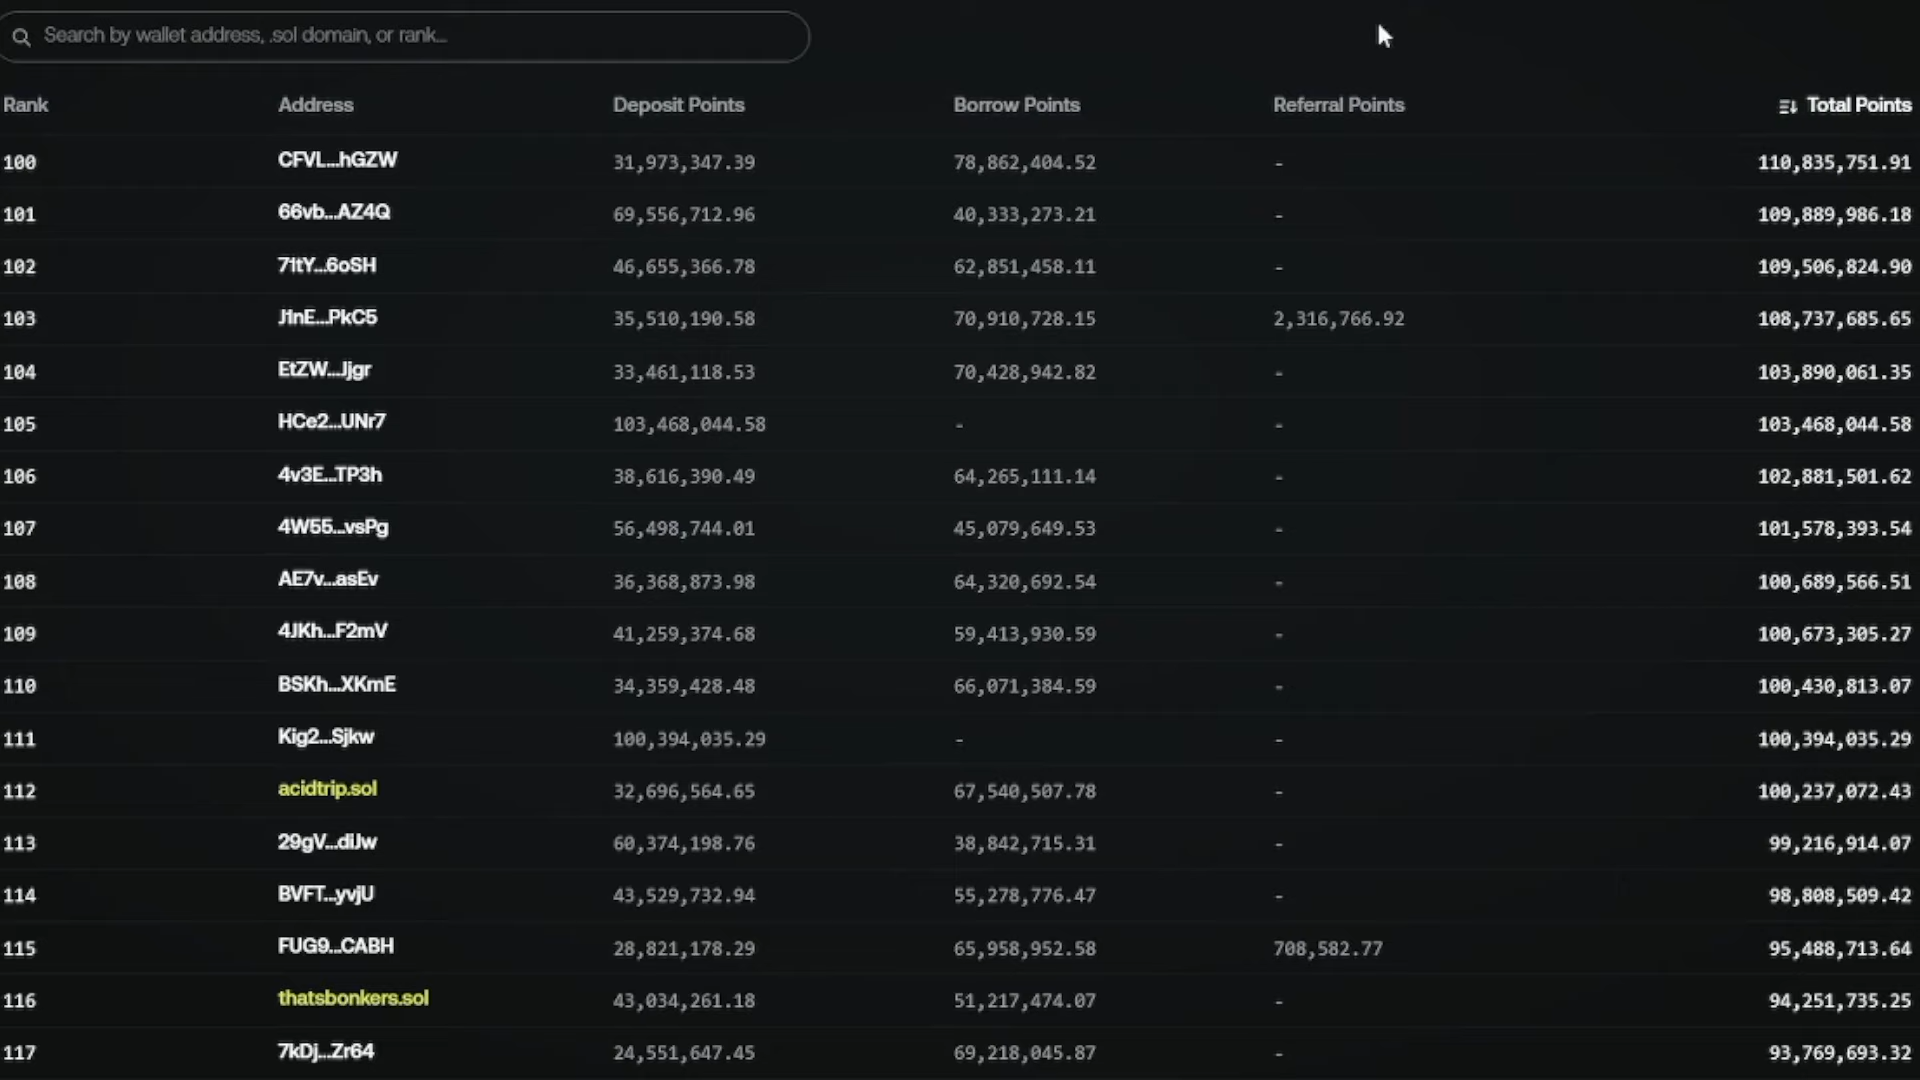 Search by wallet address, .sol domain, or rank...
Rank Address Deposit Points Borrow Points Referral Points Total Points
100 CFVL...hGZW 31,973,347.39 78,862,404.52 - 110,835,751.91
101 66vb...AZ4Q 69,556,712.96 40,333,273.21 - 109,889,986.18
102 71tY...6oSH 46,655,366.78 62,851,458.11 - 109,506,824.90
103 J1nE...PkC5 35,510,190.58 70,910,728.15 2,316,766.92 108,737,685.65
104 EtZW...Jjgr 33,461,118.53 70,428,942.82 - 103,890,061.35
105 HCe2...UNr7 103,468,044.58 - - 103,468,044.58
106 4v3E...TP3h 38,616,390.49 64,265,111.14 - 102,881,501.62
107 4W55...vsPg 56,498,744.01 45,079,649.53 - 101,578,393.54
108 AE7v...asEv 36,368,873.98 64,320,692.54 - 100,689,566.51
109 4JKh...F2mV 41,259,374.68 59,413,930.59 - 100,673,305.27
110 BSKh...XKmE 34,359,428.48 66,071,384.59 - 100,430,813.07
111 Kig2...Sjkw 100,394,035.29 - - 100,394,035.29
112 acidtrip.sol 32,696,564.65 67,540,507.78 - 100,237,072.43
113 29gV...diJw 60,374,198.76 38,842,715.31 - 99,216,914.07
114 BVFT...yvjU 43,529,732.94 55,278,776.47 - 98,808,509.42
115 FUG9...CABH 28,821,178.29 65,958,952.58 708,582.77 95,488,713.64
116 thatsbonkers.sol 43,034,261.18 51,217,474.07 - 94,251,735.25
117 7kDj...Zr64 24,551,647.45 69,218,045.87 - 93,769,693.32